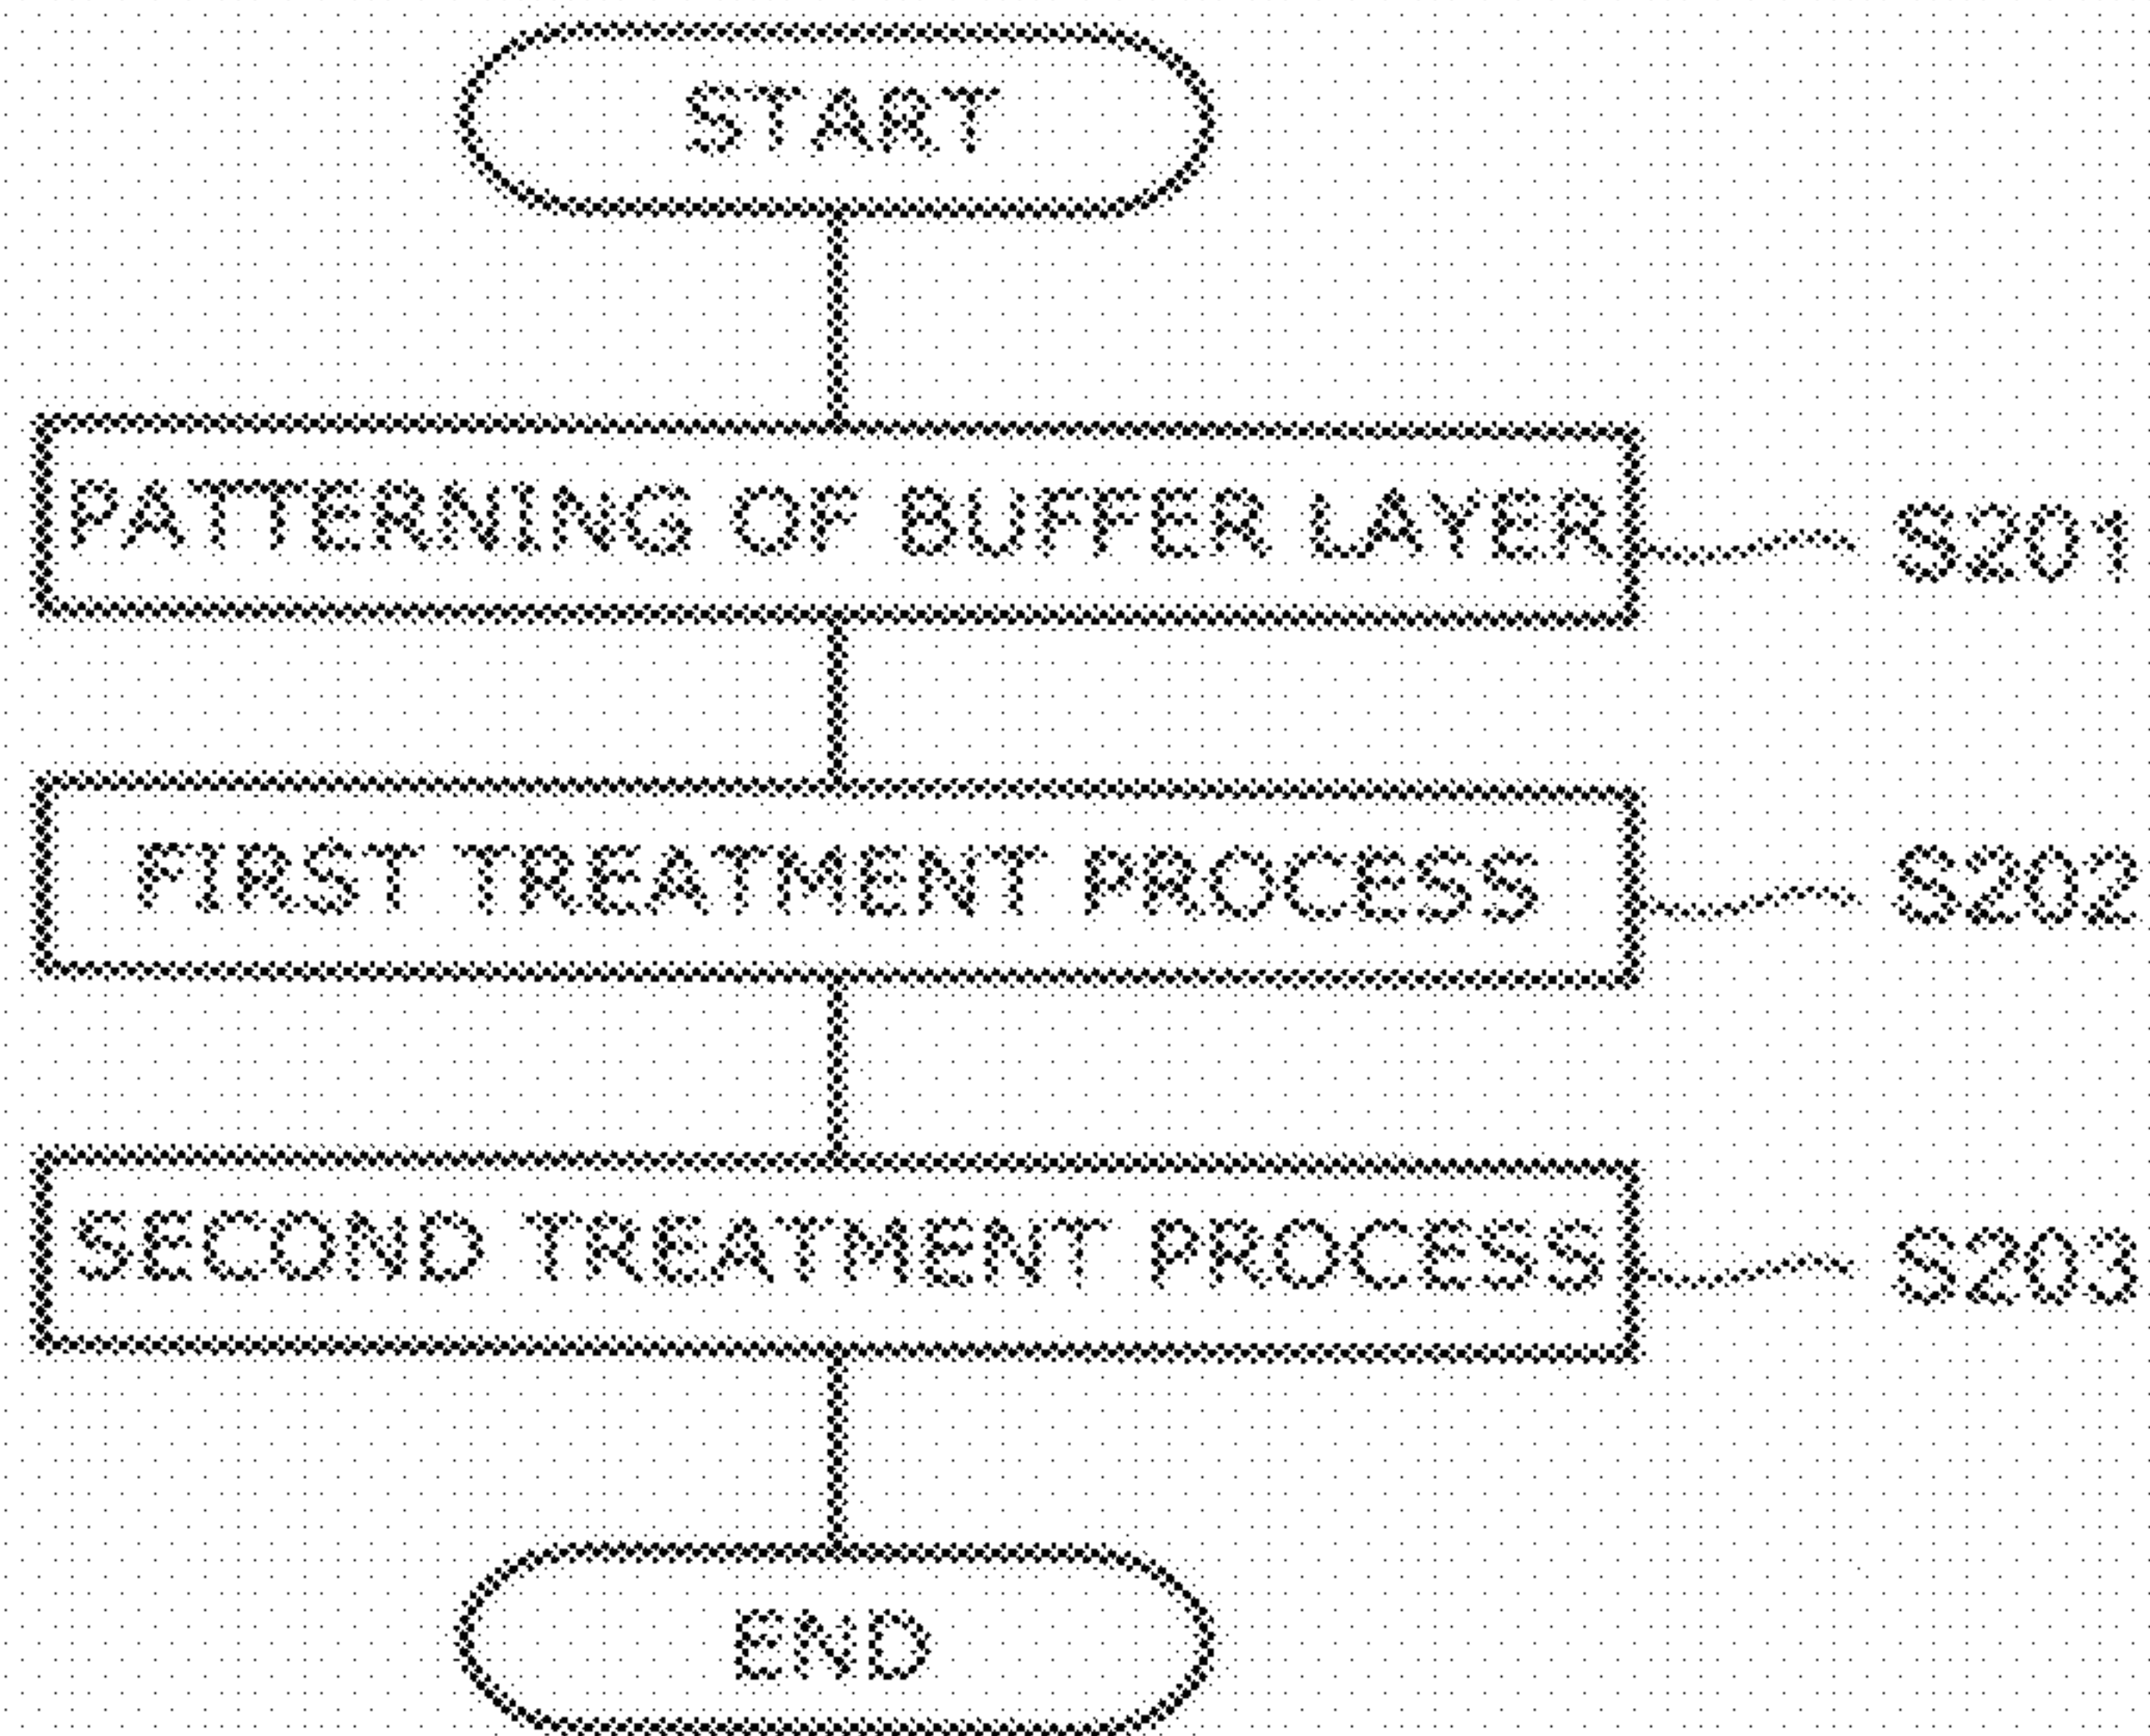 START
PATTERNING OF BUFFER LAYER S201
FIRST TREATMENT PROCESS S202
SECOND TREATMENT PROCESS S203
END